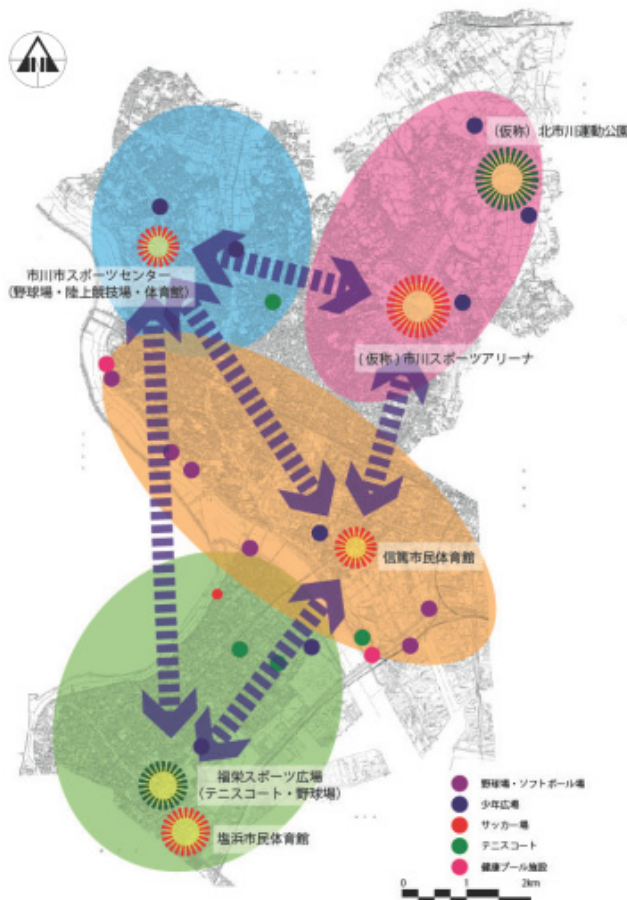 (仮称) 北市川運動公園
市川市スポーツセンター
(野球場・陸上競技場・体育館)
(仮称) 市川スポーツアリーナ
信篤市民体育館
福栄スポーツ広場
(テニスコート・野球場)
塩浜市民体育館
野球場・ソフトボール場
少年広場
サッカー場
テニスコート
健康プール施設
0 1 2km